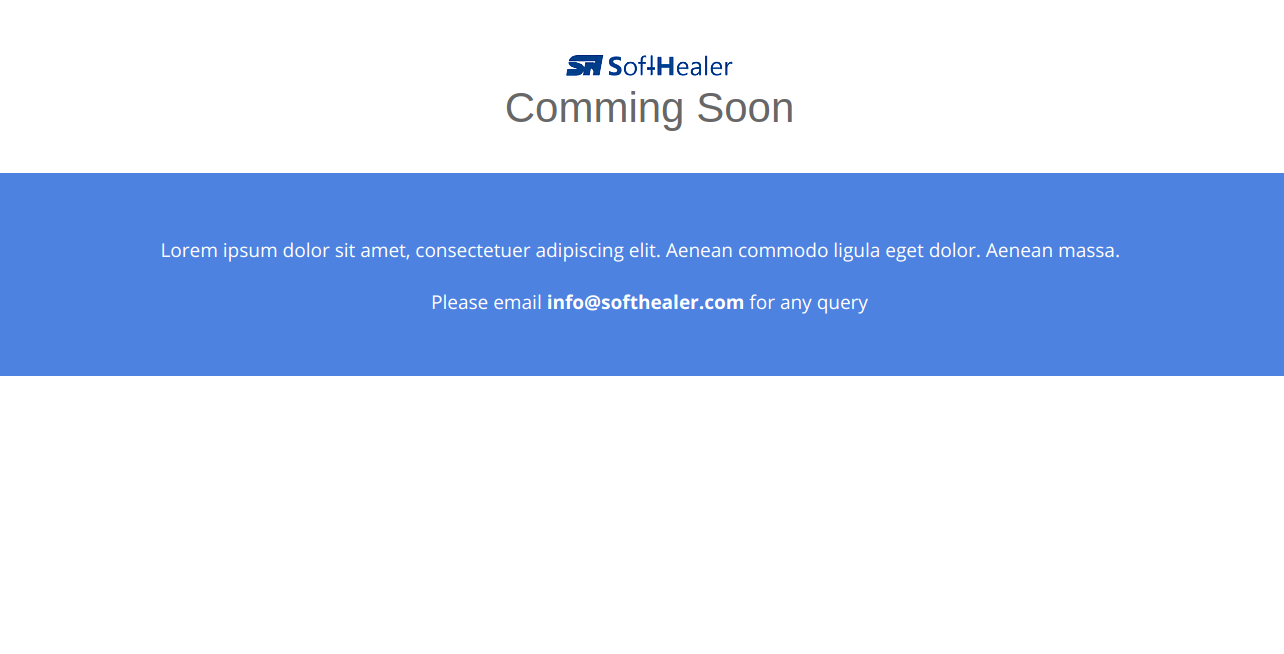 SoftHealer
Comming Soon
Lorem ipsum dolor sit amet, consectetuer adipiscing elit. Aenean commodo ligula eget dolor. Aenean massa.
Please email info@softhealer.com for any query